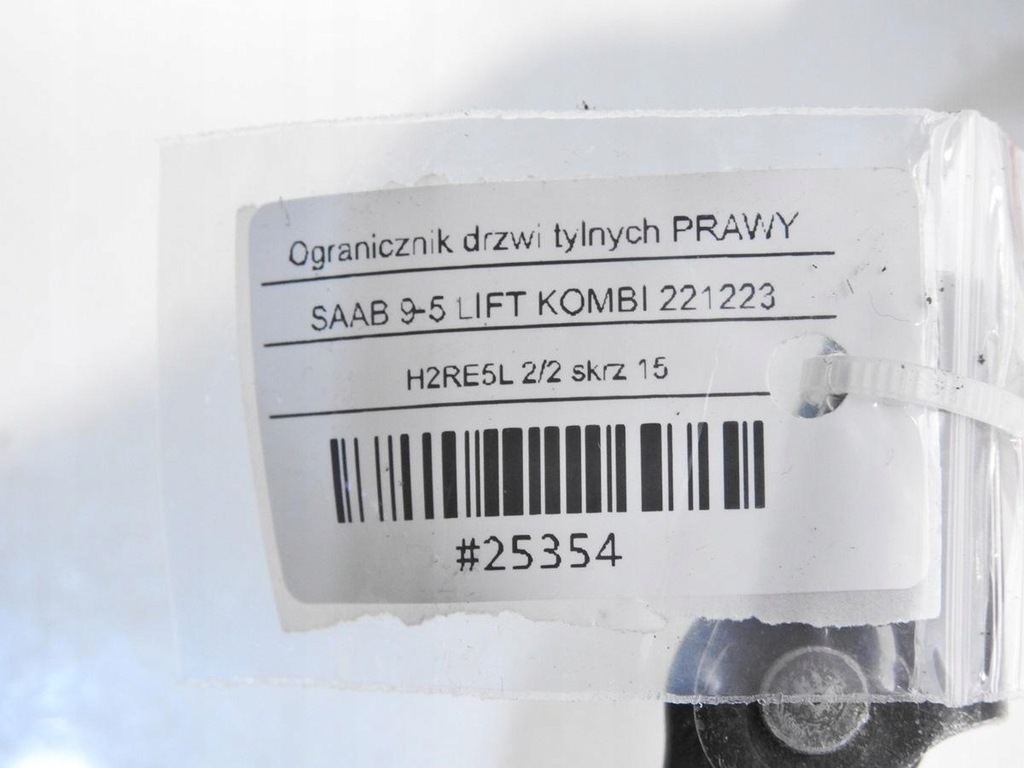 Ogranicznik drzwi tylnych PRAWY
SAAB 9-5 LIFT KOMBI 221223
H2RE5L 2/2 skrz 15
#25354